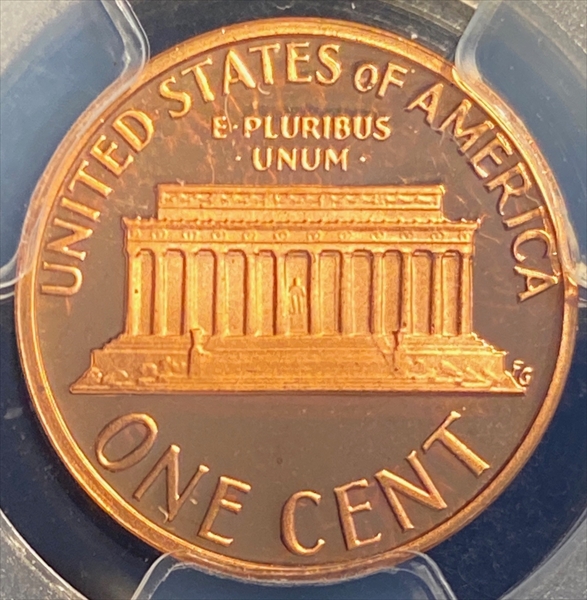 UNITED STATES OF AMERICA
E·PLURIBUS
·UNUM·
FG
ONE CENT